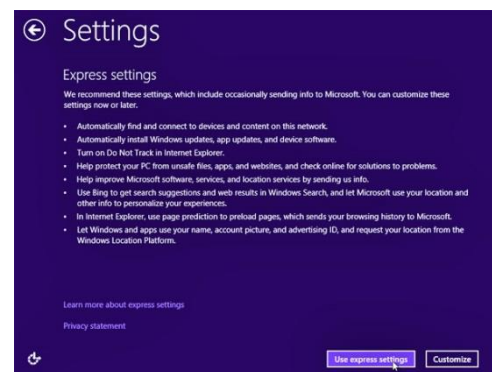 Settings
Express settings
We recommend these settings, which include occasionally sending info to Microsoft. You can customize these
settings now or later.
• Automatically find and connect to devices and content on this network.
• Automatically install Windows updates, app updates, and device software.
• Turn on Do Not Track in Internet Explorer.
• Help protect your PC from unsafe files, apps, and websites, and check online for solutions to problems.
• Help improve Microsoft software, services, and location services by sending us info.
• Use Bing to get search suggestions and web results in Windows Search, and let Microsoft use your location and
other info to personalize your experiences.
• In Internet Explorer, use page prediction to preload pages, which sends your browsing history to Microsoft.
• Let Windows and apps use your name, account picture, and advertising ID, and request your location from the
Windows Location Platform.
Learn more about express settings
Privacy statement
Use express settings
Customize